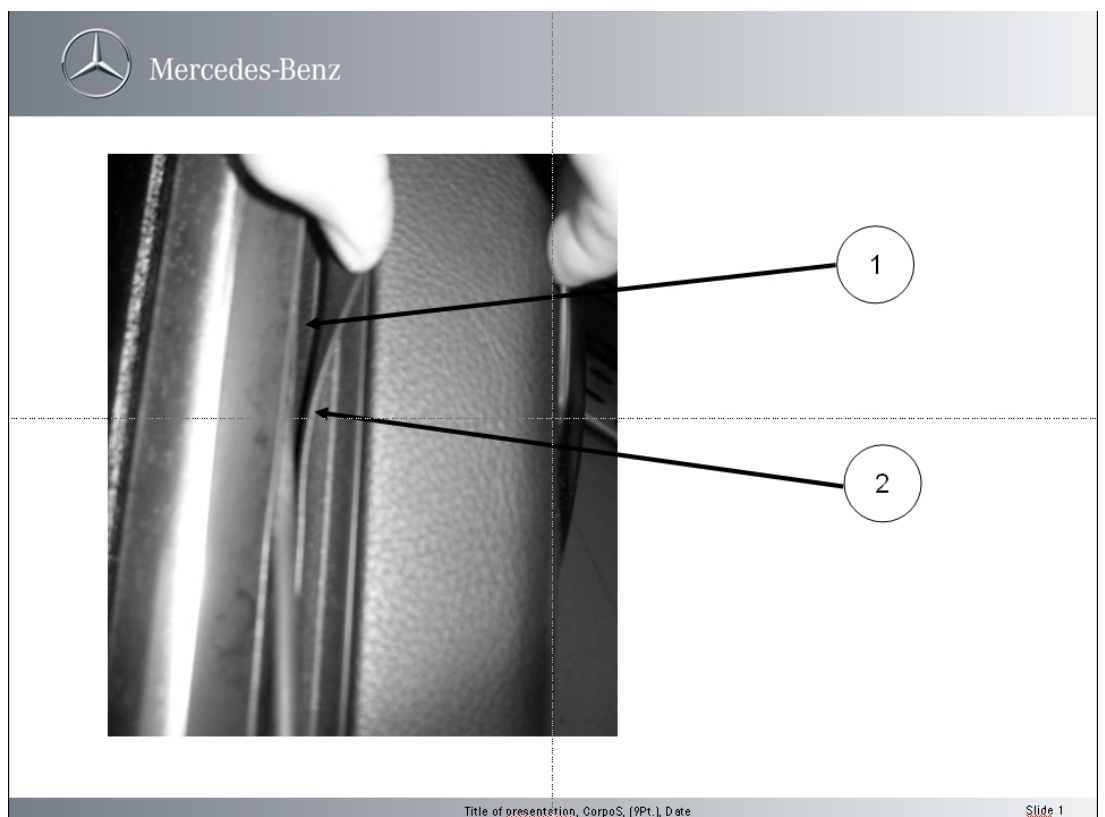 Mercedes-Benz
1
2
Title of presentation, CorpoS, (9Pt.), Date
Slide 1